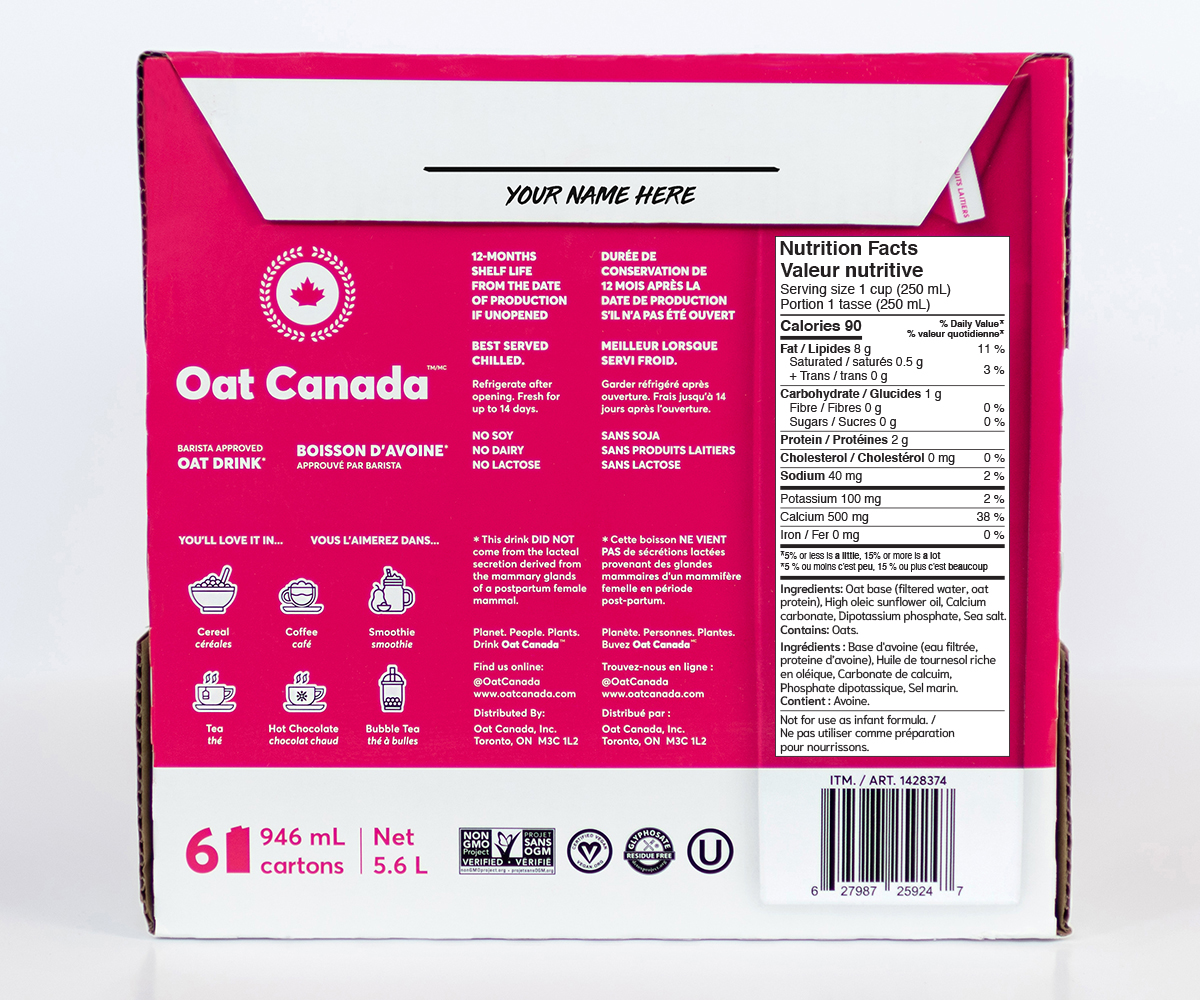 YOUR NAME HERE
UITS LAITIERS
Oat Canada TM/MC
BARISTA APPROVED
OAT DRINK*
BOISSON D'AVOINE*
APPROUVÉ PAR BARISTA
12-MONTHS
SHELF LIFE
FROM THE DATE
OF PRODUCTION
IF UNOPENED
BEST SERVED
CHILLED.
Refrigerate after
opening. Fresh for
up to 14 days.
NO SOY
NO DAIRY
NO LACTOSE
DURÉE DE
CONSERVATION DE
12 MOIS APRÈS LA
DATE DE PRODUCTION
S'IL N'A PAS ÉTÉ OUVERT
MEILLEUR LORSQUE
SERVI FROID.
Garder réfrigéré après
ouverture. Frais jusqu'à 14
jours après l'ouverture.
SANS SOJA
SANS PRODUITS LAITIERS
SANS LACTOSE
YOU'LL LOVE IT IN...
VOUS L'AIMEREZ DANS...
Cereal
céréales
Coffee
café
Smoothie
smoothie
Tea
thé
Hot Chocolate
chocolat chaud
Bubble Tea
thé à bulles
* This drink DID NOT
come from the lacteal
secretion derived from
the mammary glands
of a postpartum female
mammal.
Planet. People. Plants.
Drink Oat Canada™
Find us online:
@OatCanada
www.oatcanada.com
Distributed By:
Oat Canada, Inc.
Toronto, ON M3C 1L2
* Cette boisson NE VIENT
PAS de sécrétions lactées
provenant des glandes
mammaires d'un mammifère
femelle en période
post-partum.
Planète. Personnes. Plantes.
Buvez Oat Canada MC
Trouvez-nous en ligne :
@OatCanada
www.oatcanada.com
Distribué par :
Oat Canada, Inc.
Toronto, ON M3C 1L2
Nutrition Facts
Valeur nutritive
Serving size 1 cup (250 mL)
Portion 1 tasse (250 mL)
Calories 90
% Daily Value*
% valeur quotidienne*
Fat / Lipides 8 g 11 %
Saturated / saturés 0.5 g
+ Trans / trans 0 g 3 %
Carbohydrate / Glucides 1 g
Fibre / Fibres 0 g 0 %
Sugars / Sucres 0 g 0 %
Protein / Protéines 2 g
Cholesterol / Cholestérol 0 mg 0 %
Sodium 40 mg 2 %
Potassium 100 mg 2 %
Calcium 500 mg 38 %
Iron / Fer 0 mg 0 %
*5% or less is a little, 15% or more is a lot
*5 % ou moins c'est peu, 15 % ou plus c'est beaucoup
Ingredients: Oat base (filtered water, oat
protein), High oleic sunflower oil, Calcium
carbonate, Dipotassium phosphate, Sea salt.
Contains: Oats.
Ingrédients : Base d'avoine (eau filtrée,
proteine d'avoine), Huile de tournesol riche
en oléique, Carbonate de calcuim,
Phosphate dipotassique, Sel marin.
Contient : Avoine.
Not for use as infant formula. /
Ne pas utiliser comme préparation
pour nourrissons.
6 946 mL cartons
Net 5.6 L
NON
GMO
Project
VERIFIED
PROJET
SANS
OGM
VÉRIFIÉ
nonGMOproject.org - projetsansOGM.org
CERTIFIED VEGAN
VEGAN.ORG
GLYPHOSATE
RESIDUE FREE
U
ITM. / ART. 1428374
6 27987 25924 7